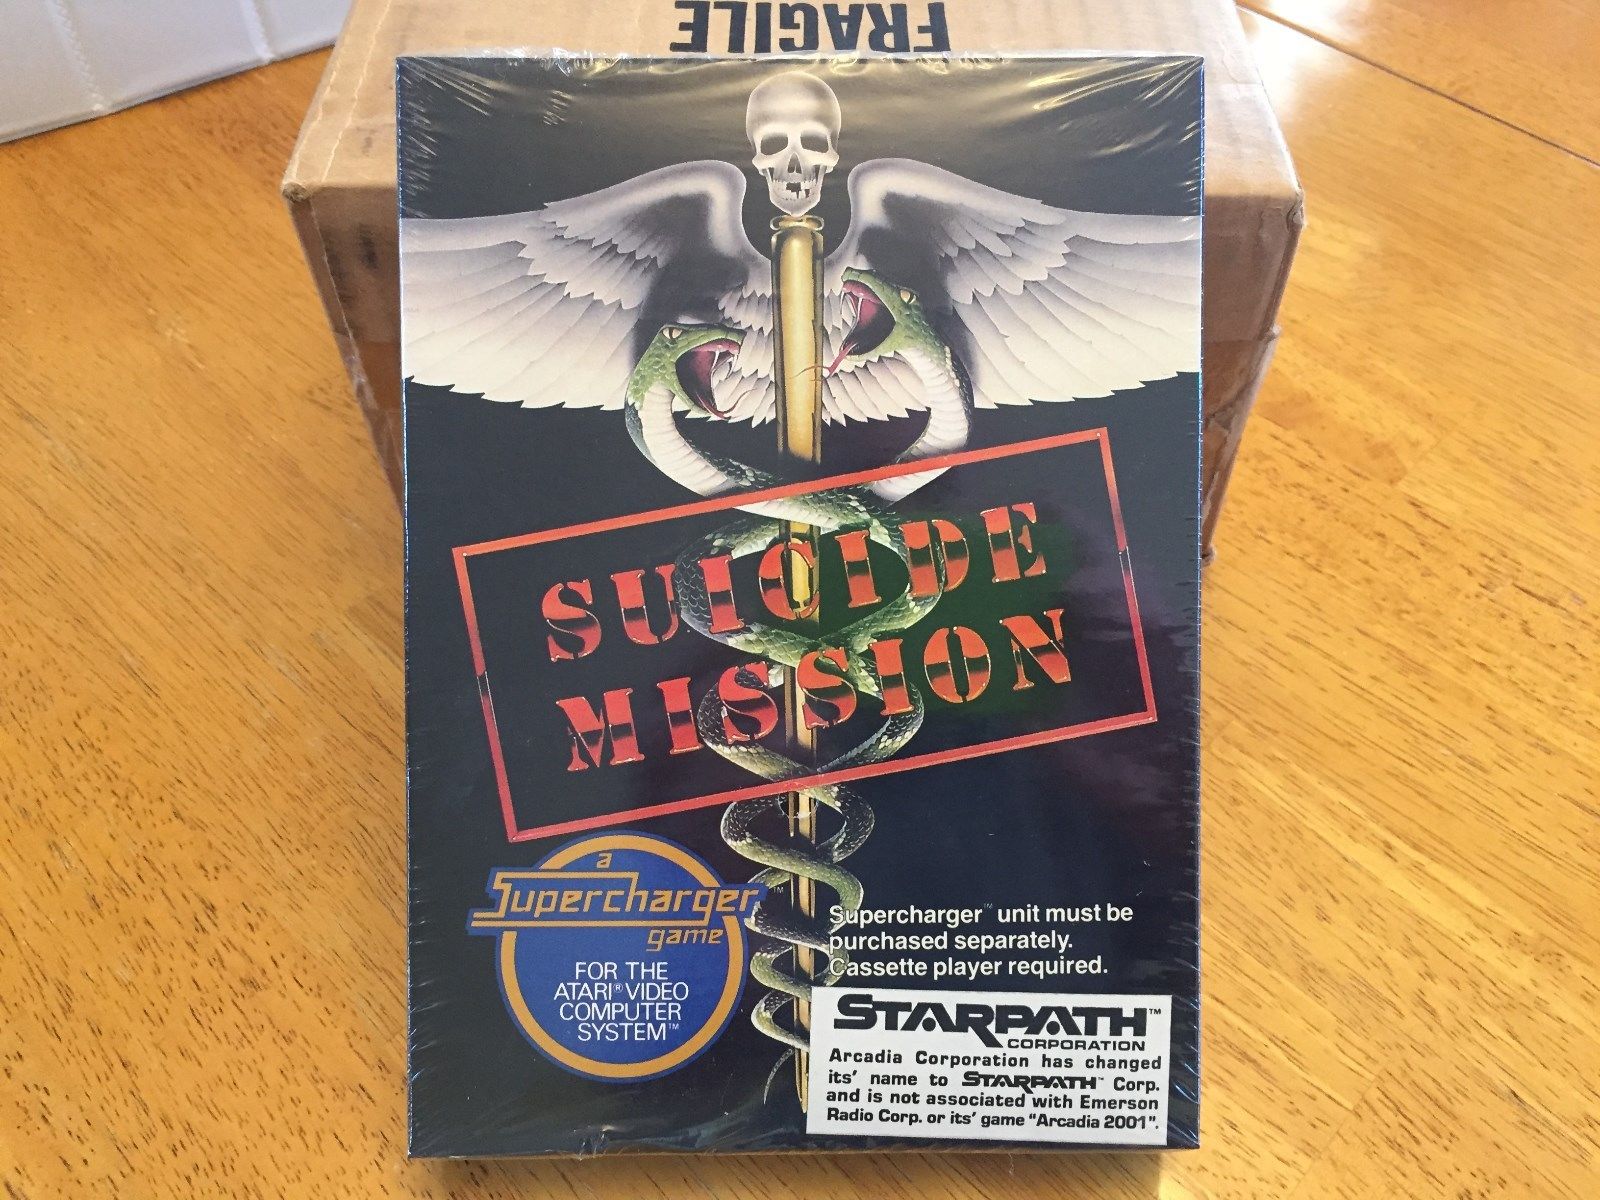 FRAGILE
SUICIDE
MISSION
a
Supercharger™
game
FOR THE
ATARI® VIDEO
COMPUTER
SYSTEM™
Supercharger™ unit must be
purchased separately.
Cassette player required.
STARPATH™
CORPORATION
Arcadia Corporation has changed
its' name to STARPATH™ Corp.
and is not associated with Emerson
Radio Corp. or its' game "Arcadia 2001".